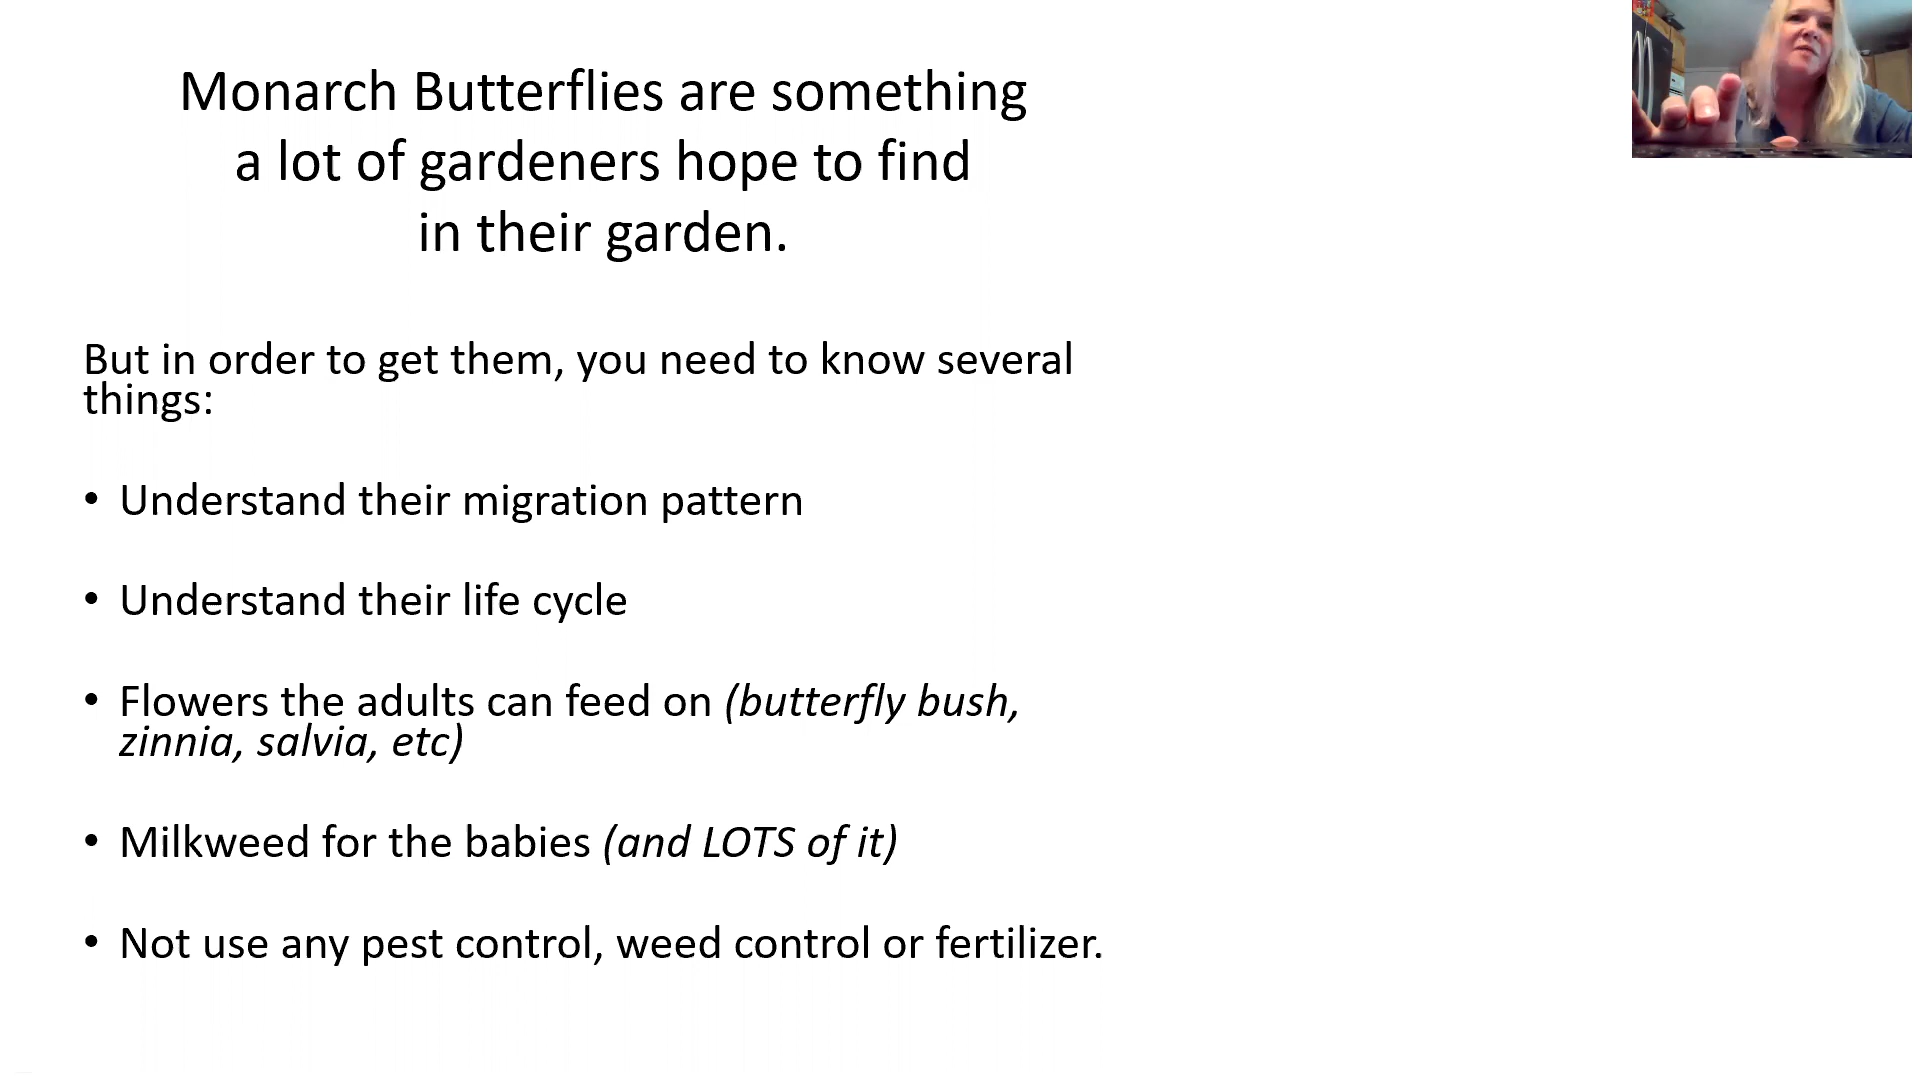 Monarch Butterflies are something
a lot of gardeners hope to find
in their garden.
But in order to get them, you need to know several
things:
• Understand their migration pattern
• Understand their life cycle
• Flowers the adults can feed on (butterfly bush,
zinnia, salvia, etc)
• Milkweed for the babies (and LOTS of it)
• Not use any pest control, weed control or fertilizer.